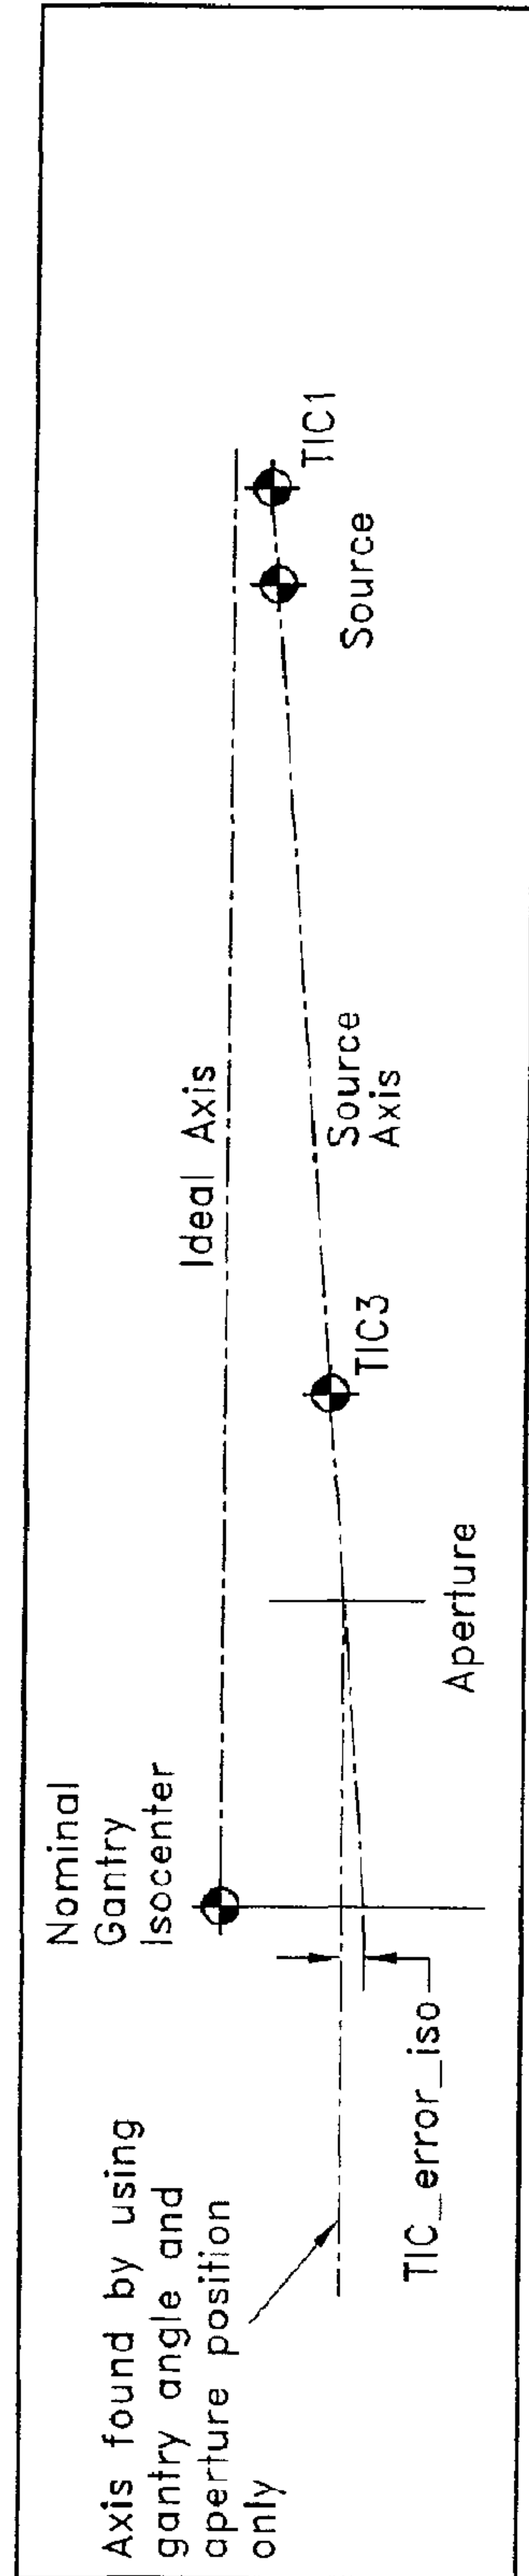 Axis found by using
gantry angle and
aperture position
only
TIC_error_iso
Nominal
Gantry
Isocenter
Aperture
TIC3
Ideal Axis
Source
Axis
Source
TIC1